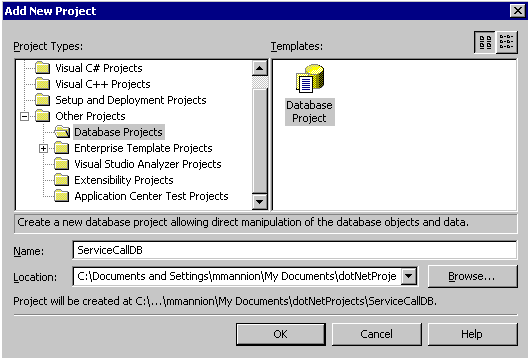 Add New Project
Project Types:
Templates:
Visual C# Projects
Visual C++ Projects
Setup and Deployment Projects
Other Projects
Database Projects
Enterprise Template Projects
Visual Studio Analyzer Projects
Extensibility Projects
Application Center Test Projects
Database
Project
Create a new database project allowing direct manipulation of the database objects and data.
Name:
ServiceCallDB
Location:
C:\Documents and Settings\mmannion\My Documents\dotNetProje
Browse...
Project will be created at C:\...\mmannion\My Documents\dotNetProjects\ServiceCallDB.
OK
Cancel
Help